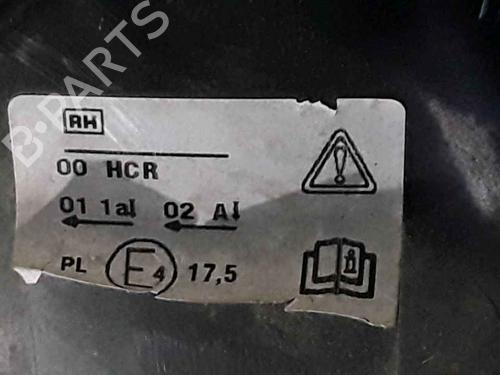 B-PARTS
RH
00 HCR
01 1a 02 A
PL E4 17,5